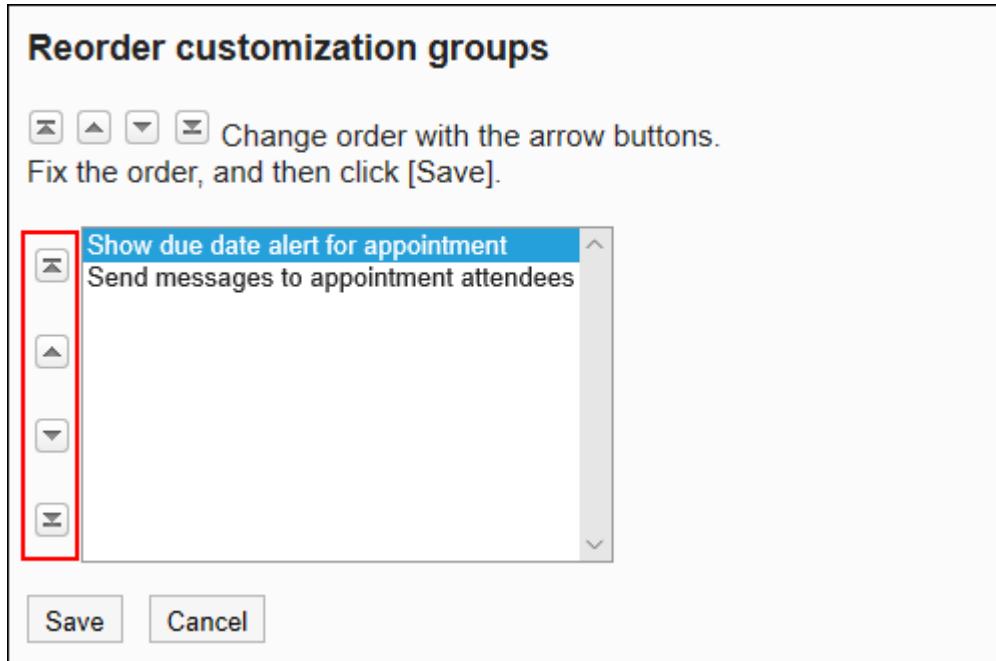 Reorder customization groups
Change order with the arrow buttons.
Fix the order, and then click [Save].
Show due date alert for appointment
Send messages to appointment attendees
Save
Cancel